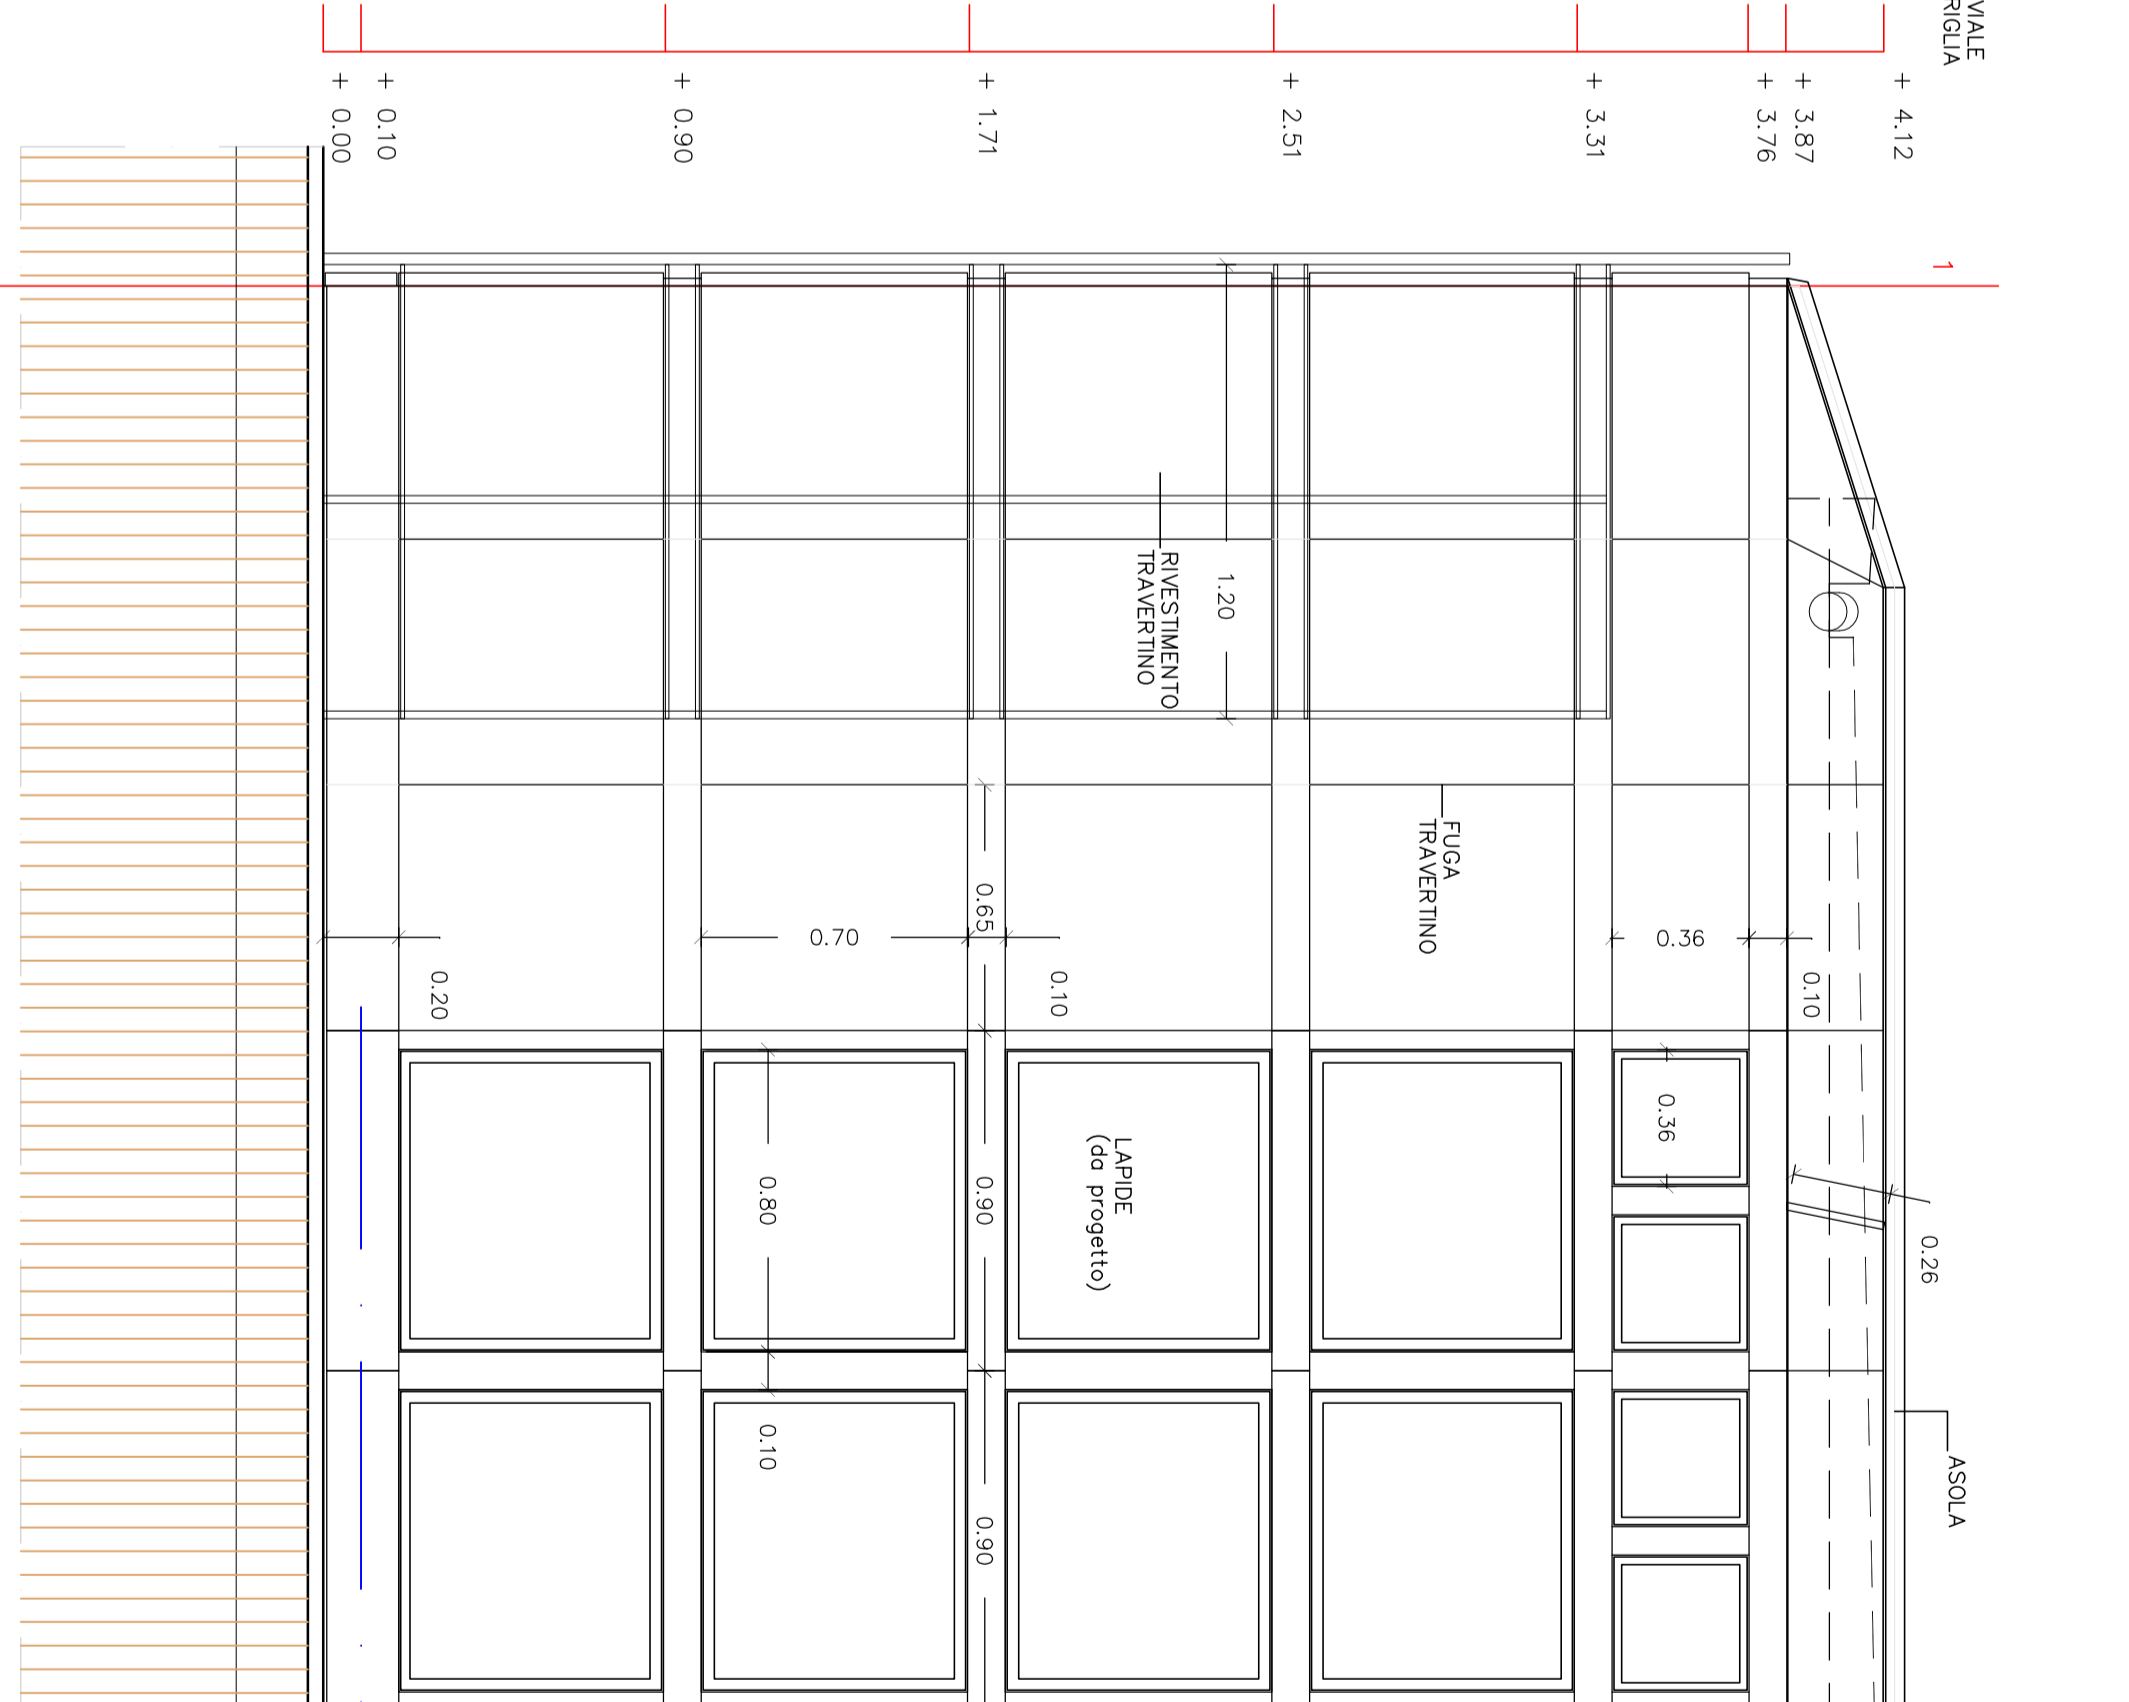 VIALE
RIGLIA
+ 4.12
+ 3.87
+ 3.76
+ 3.31
+ 2.51
+ 1.71
+ 0.90
+ 0.10
+ 0.00
1
1.20
RIVESTIMENTO
TRAVERTINO
FUGA
TRAVERTINO
0.65
0.36
0.70
0.10
0.10
0.20
0.36
LAPIDE
(da progetto)
0.90
0.80
0.26
0.10
ASOLA
0.90